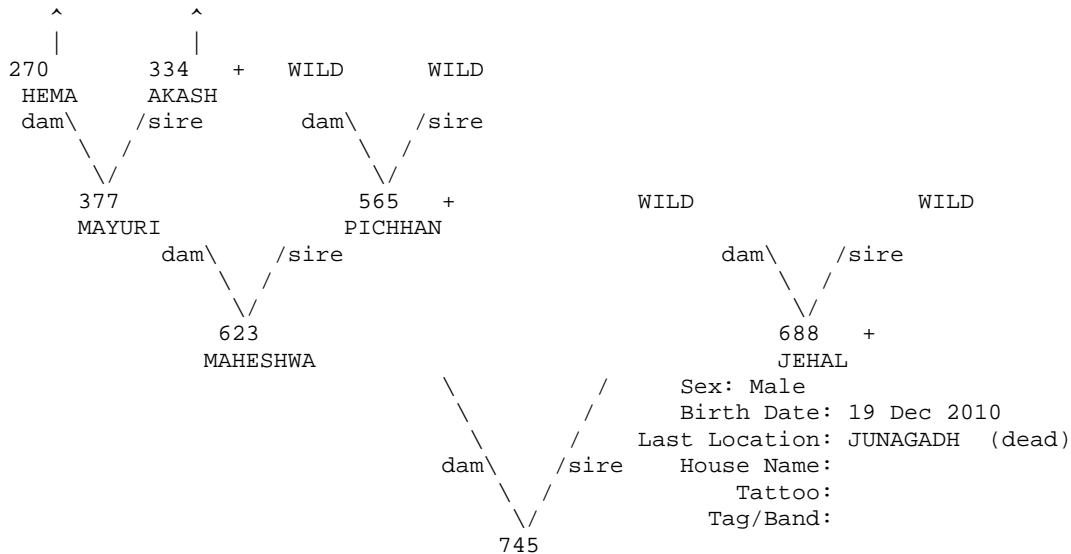 ^ ^
| |
270 334 + WILD WILD
HEMA AKASH
dam\ /sire dam\ /sire
\ / \ /
\/ \/
377 565 + WILD WILD
MAYURI PICHHAN
dam\ /sire dam\ /sire
\ / \ /
\/ \/
623 688 +
MAHESHWA JEHAL
\ / Sex: Male
\ / Birth Date: 19 Dec 2010
\ / Last Location: JUNAGADH (dead)
dam\ /sire House Name:
\ / Tattoo:
\/ Tag/Band:
745